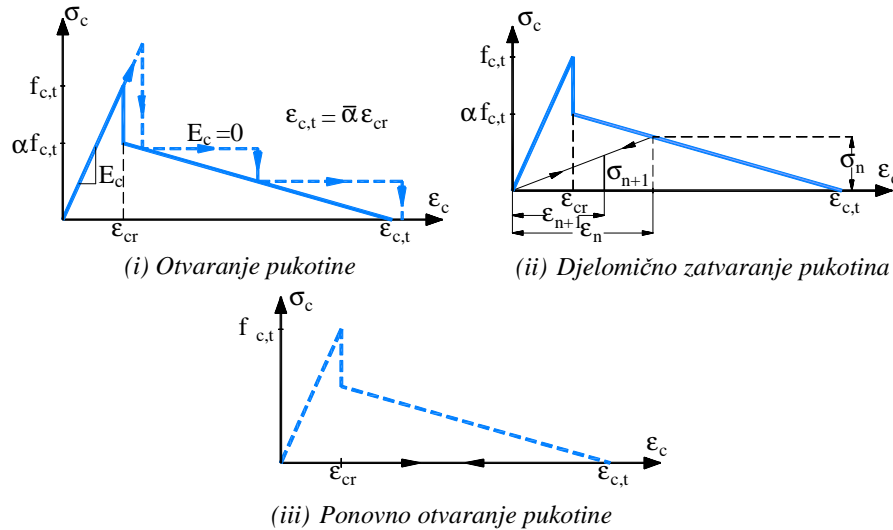 σc
fc,t
αfc,t
Ec
Ec=0
εc,t = α̅ εcr
εc
εcr
εc,t
(i) Otvaranje pukotine
σc
fc,t
αfc,t
σn+1
σn
εc
εcr
εc,t
εn+1
εn
(ii) Djelomično zatvaranje pukotina
σc
f c,t
εc
εcr
εc,t
(iii) Ponovno otvaranje pukotine